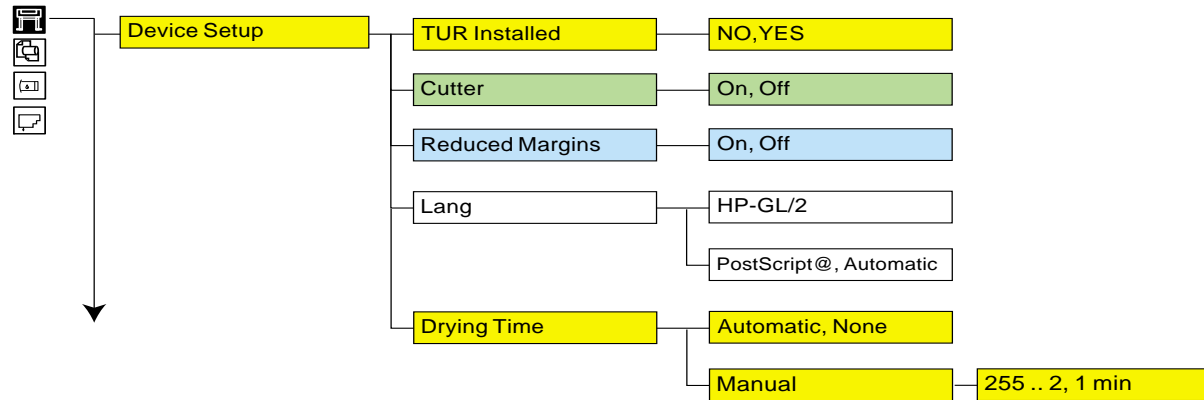 Device Setup
TUR Installed
NO,YES
Cutter
On, Off
Reduced Margins
On, Off
Lang
HP-GL/2
PostScript@, Automatic
Drying Time
Automatic, None
Manual
255 .. 2, 1 min